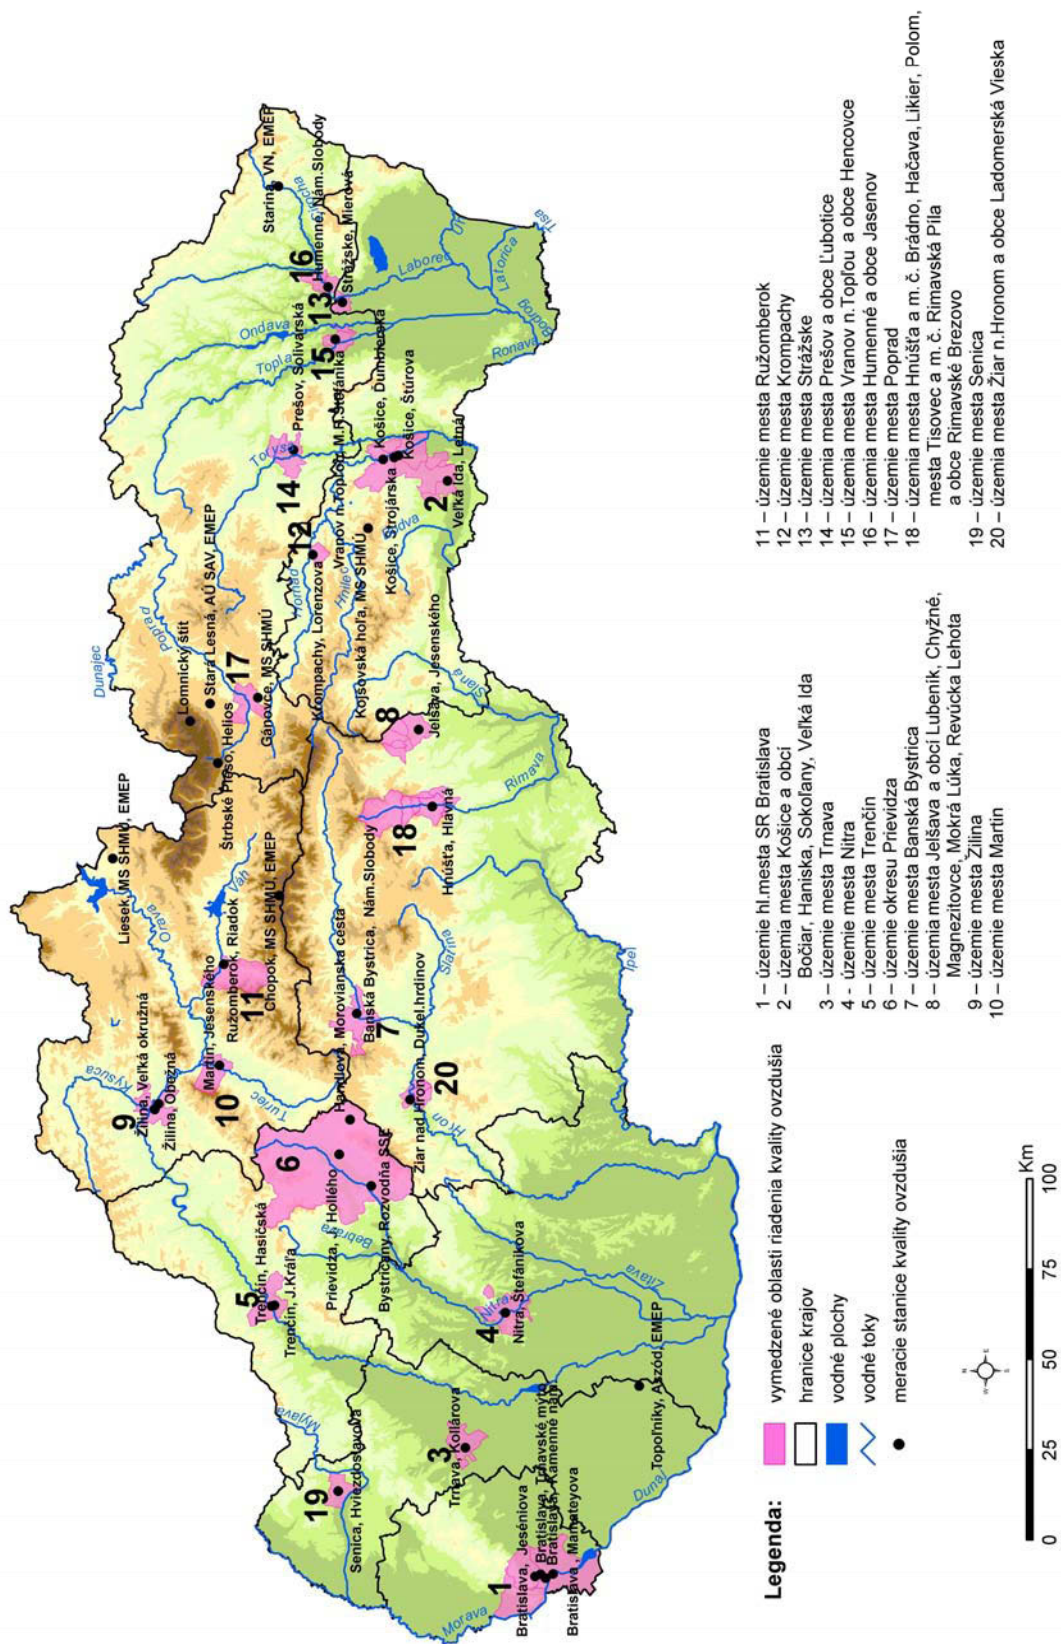 Dunajec
Poprad
Lomnický štít
Stará Lesná, AÚ SAV, EMEP
Štrbské Pleso, Helios
17
Gánovce, MS SHMÚ
Liesek, MS SHMÚ, EMEP
Orava
Váh
Ružomberok, Riadok
11
Chopok, MS SHMÚ, EMEP
Kysuca
9
Žilina, Veľká okružná
Žilina, Obežná
Martin, Jesenského
10
Turiec
Starina, VN, EMEP
16
Humenné, Nám.Slobody
13
Strážske, Mierová
Laborec
Uh
Latorica
Tisa
Bodrog
Ronava
Ondava
Topľa
15
Vranov n.Topľou, M.R.Štefánika
Prešov, Solivarská
14
Torysa
12
Hornád
Hnilec
Krompachy, Lorenzova
Kojšovská hoľa, MS SHMÚ
Košice, Strojárska
Košice, Ďumbierska
Košice, Štúrova
2
Veľká Ida, Letná
Bodva
8
Jelšava, Jesenského
Slaná
18
Hnúšťa, Hlavná
Rimava
Handlová, Morovianska cesta
Banská Bystrica, Nám.Slobody
7
Slatina
Ipeľ
Žiar nad Hronom, Dukel.hrdinov
20
Hron
6
Prievidza, J. Hollého
Bystričany, Rozvodňa SSE
Bebrava
5
Trenčín, Hasičská
Trenčín, J.Kráľa
Nitra
4
Nitra, Štefánikova
Žitava
Myjava
19
Senica, Hviezdoslavova
3
Trnava, Kollárova
Topoľníky, Aszód, EMEP
1
Bratislava, Jeséniova
Bratislava, Trnavské mýto
Bratislava, Kamenné nám.
Bratislava, Mamateyova
Morava
Dunaj
Legenda:
vymedzené oblasti riadenia kvality ovzdušia
hranice krajov
vodné plochy
vodné toky
meracie stanice kvality ovzdušia
N
W
E
S
0
25
50
75
100
Km
1 – územie hl.mesta SR Bratislava
2 – územia mesta Košice a obcí
Bočiar, Haniska, Sokoľany, Veľká Ida
3 – územie mesta Trnava
4 - územie mesta Nitra
5 – územie mesta Trenčín
6 – územie okresu Prievidza
7 – územie mesta Banská Bystrica
8 – územia mesta Jelšava a obcí Lubeník, Chyžné,
Magnezitovce, Mokrá Lúka, Revúcka Lehota
9 – územie mesta Žilina
10 – územie mesta Martin
11 – územie mesta Ružomberok
12 – územie mesta Krompachy
13 – územie mesta Strážske
14 – územia mesta Prešov a obce Ľubotice
15 – územia mesta Vranov n.Topľou a obce Hencovce
16 – územia mesta Humenné a obce Jasenov
17 – územie mesta Poprad
18 – územia mesta Hnúšťa a m. č. Brádno, Hačava, Likier, Polom,
mesta Tisovec a m. č. Rimavská Píla
a obce Rimavské Brezovo
19 – územie mesta Senica
20 – územia mesta Žiar n.Hronom a obce Ladomerská Vieska